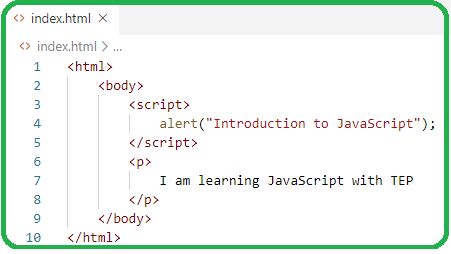 <> index.html ×
<> index.html > ...
1 <html>
2 <body>
3 <script>
4 alert("Introduction to JavaScript");
5 </script>
6 <p>
7 I am learning JavaScript with TEP
8 </p>
9 </body>
10 </html>